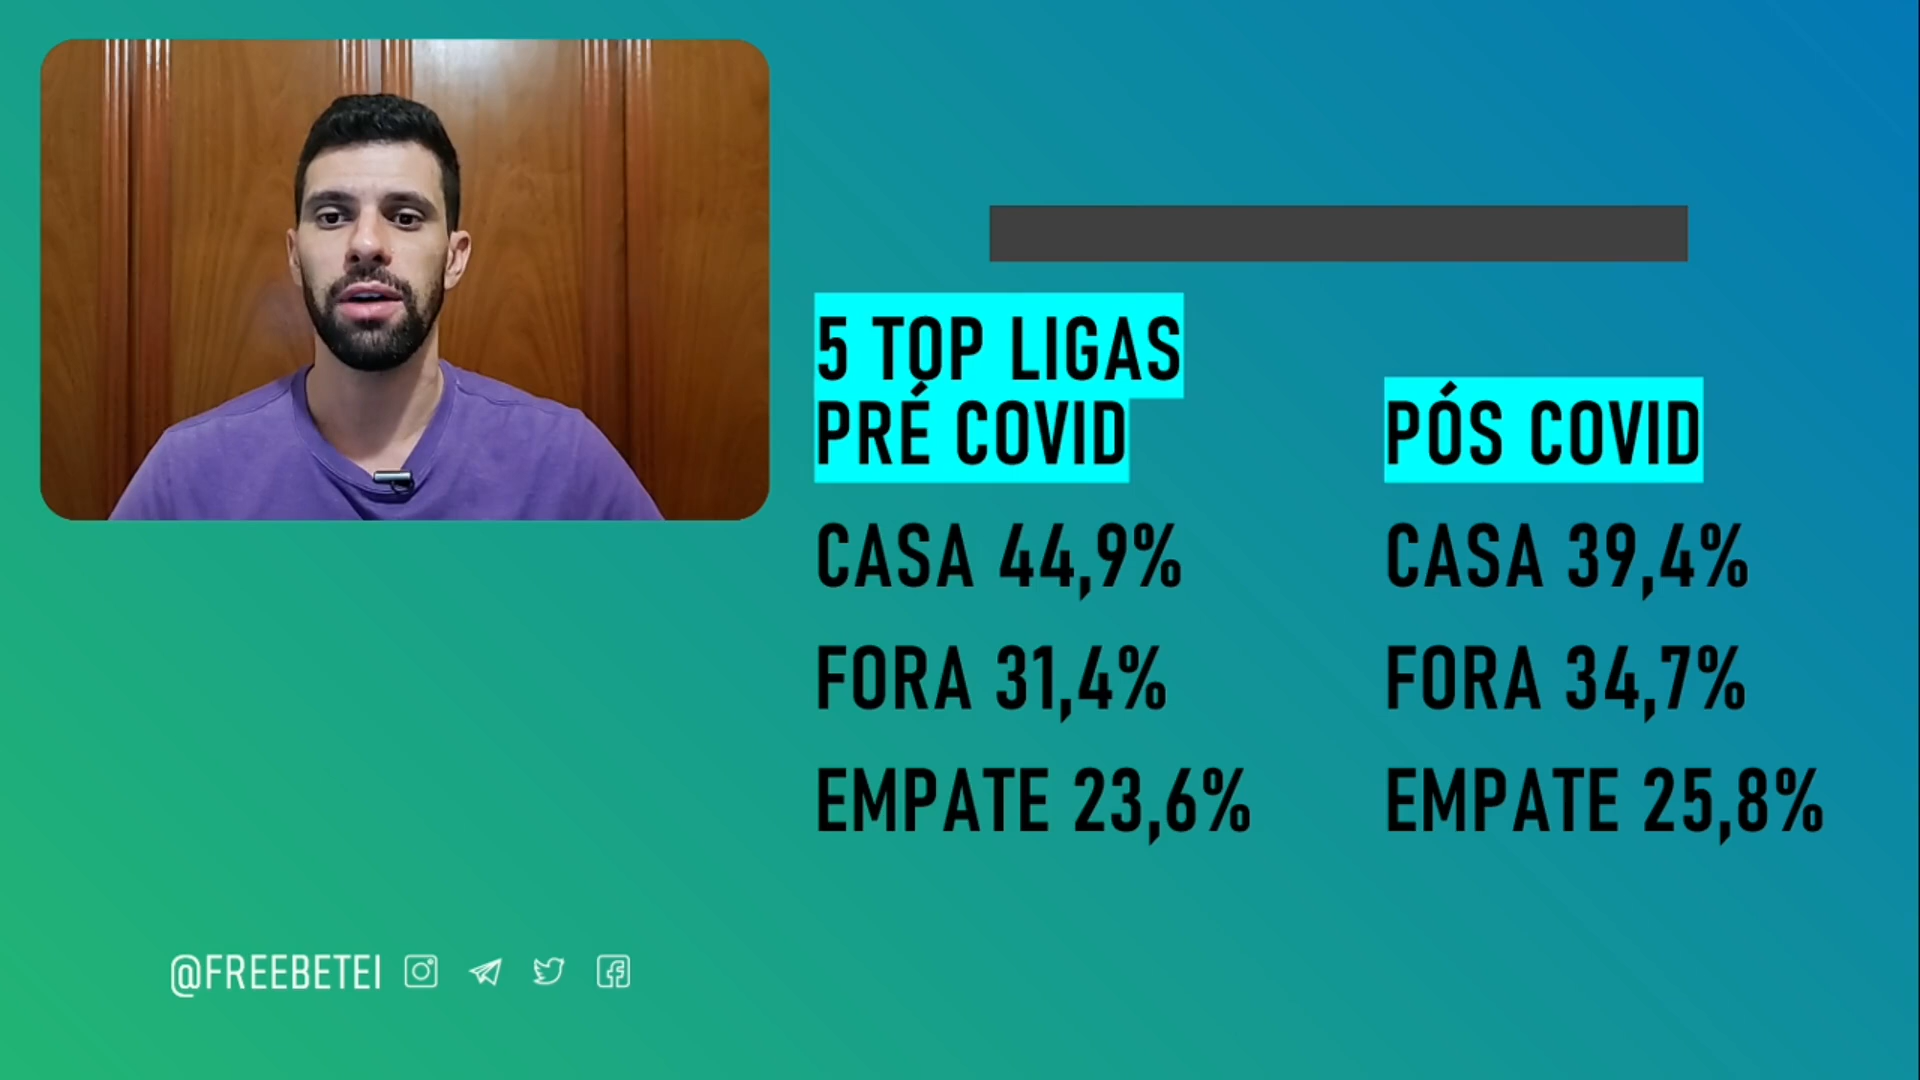 5 TOP LIGAS
PRÉ COVID
CASA 44,9%
FORA 31,4%
EMPATE 23,6%
PÓS COVID
CASA 39,4%
FORA 34,7%
EMPATE 25,8%
@FREEBETEI